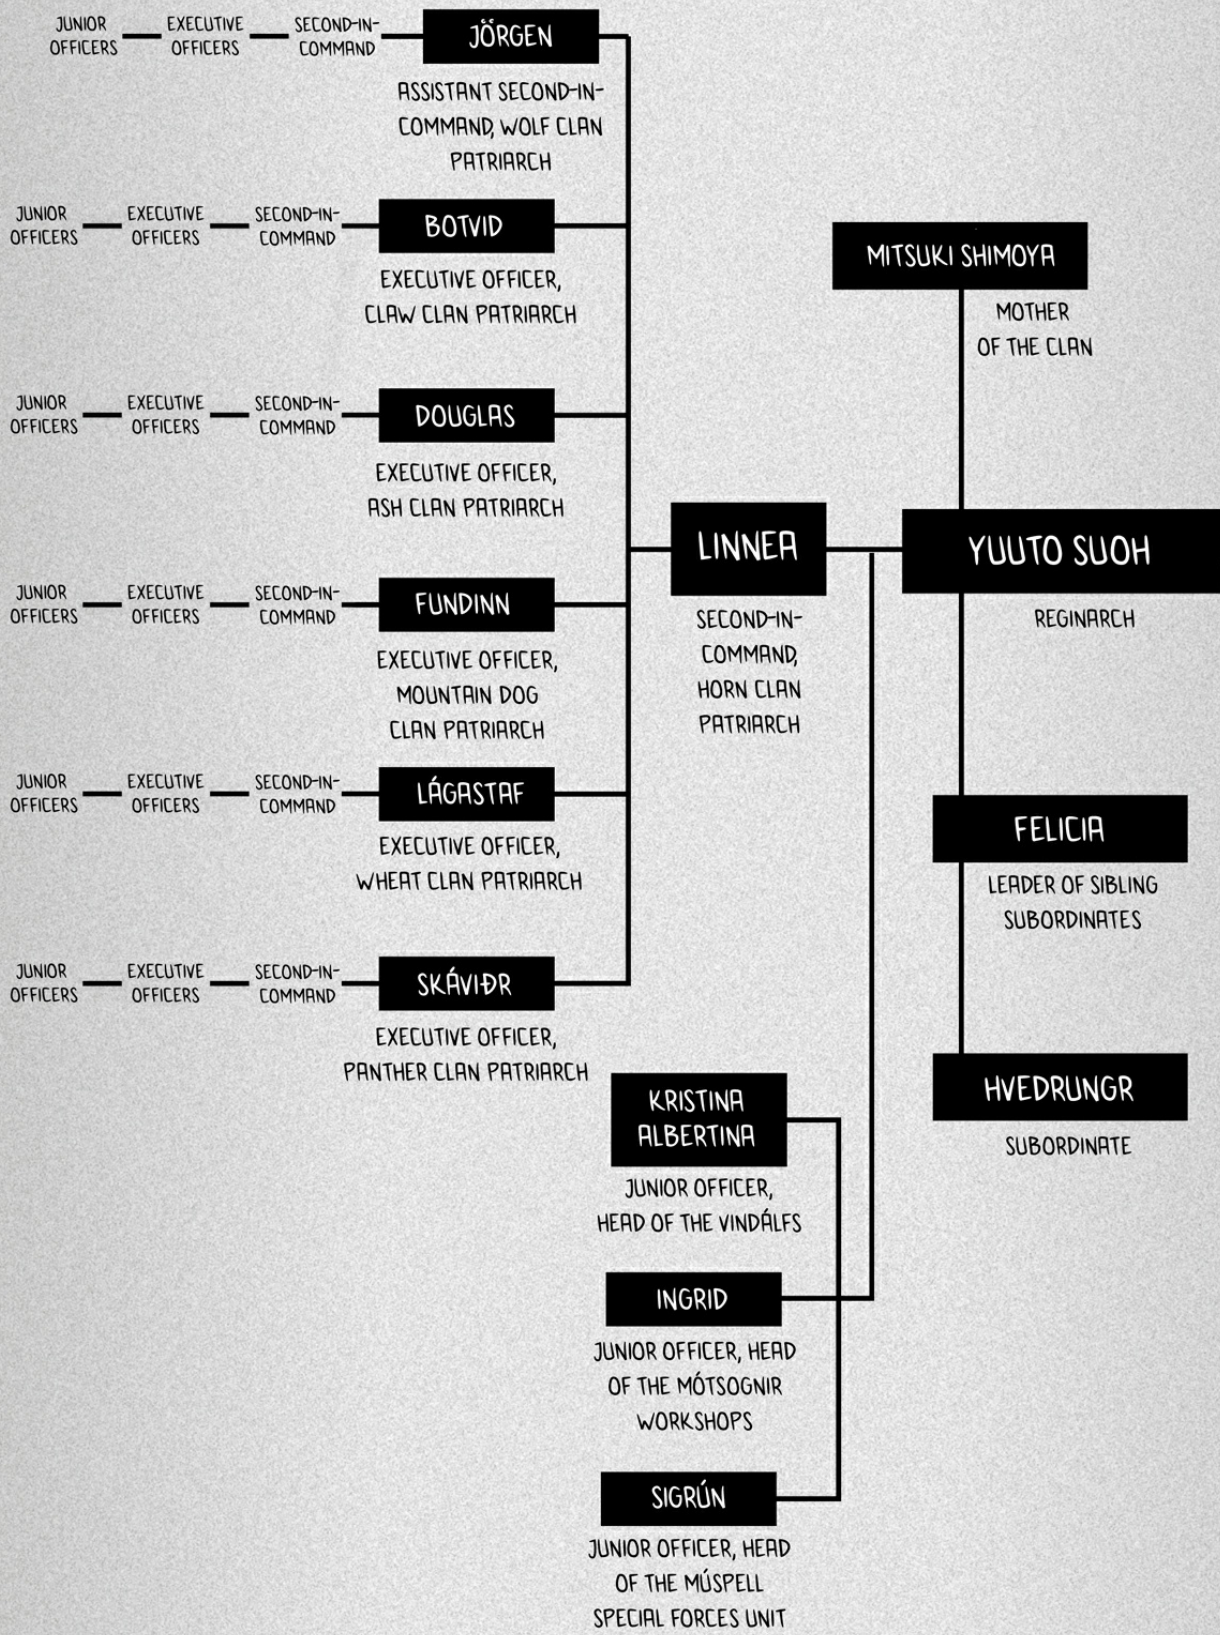 JÖRGEN
ASSISTANT SECOND-IN-
COMMAND, WOLF CLAN
PATRIARCH
SECOND-IN-
COMMAND
EXECUTIVE
OFFICERS
JUNIOR
OFFICERS
BOTVID
EXECUTIVE OFFICER,
CLAW CLAN PATRIARCH
SECOND-IN-
COMMAND
EXECUTIVE
OFFICERS
JUNIOR
OFFICERS
DOUGLAS
EXECUTIVE OFFICER,
ASH CLAN PATRIARCH
SECOND-IN-
COMMAND
EXECUTIVE
OFFICERS
JUNIOR
OFFICERS
FUNDINN
EXECUTIVE OFFICER,
MOUNTAIN DOG
CLAN PATRIARCH
SECOND-IN-
COMMAND
EXECUTIVE
OFFICERS
JUNIOR
OFFICERS
LÁGASTAF
EXECUTIVE OFFICER,
WHEAT CLAN PATRIARCH
SECOND-IN-
COMMAND
EXECUTIVE
OFFICERS
JUNIOR
OFFICERS
SKÁVIÐR
EXECUTIVE OFFICER,
PANTHER CLAN PATRIARCH
SECOND-IN-
COMMAND
EXECUTIVE
OFFICERS
JUNIOR
OFFICERS
LINNEA
SECOND-IN-
COMMAND,
HORN CLAN
PATRIARCH
MITSUKI SHIMOYA
MOTHER
OF THE CLAN
YUUTO SUOH
REGINARCH
FELICIA
LEADER OF SIBLING
SUBORDINATES
HVEDRUNGR
SUBORDINATE
KRISTINA
ALBERTINA
JUNIOR OFFICER,
HEAD OF THE VINDÁLFS
INGRID
JUNIOR OFFICER, HEAD
OF THE MÓTSOGNIR
WORKSHOPS
SIGRÚN
JUNIOR OFFICER, HEAD
OF THE MÚSPELL
SPECIAL FORCES UNIT